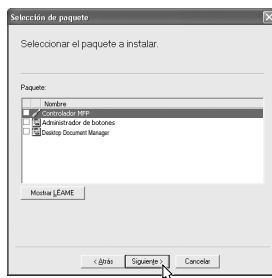 Selección de paquete
Seleccionar el paquete a instalar.
Paquete:
Nombre
Controlador MFP
Administrador de botones
Desktop Document Manager
Mostrar LÉAME
< Atrás
Siguiente >
Cancelar